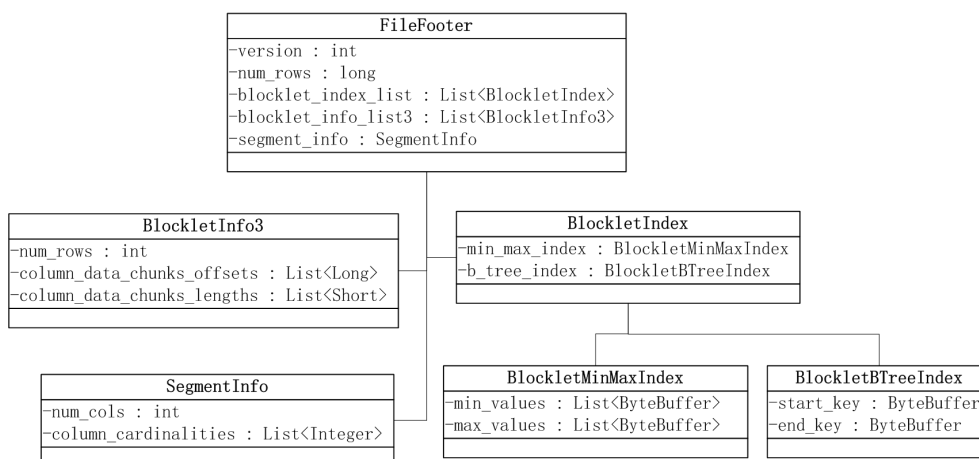 FileFooter
-version : int
-num_rows : long
-blocklet_index_list : List<BlockletIndex>
-blocklet_info_list3 : List<BlockletInfo3>
-segment_info : SegmentInfo
BlockletInfo3
-num_rows : int
-column_data_chunks_offsets : List<Long>
-column_data_chunks_lengths : List<Short>
BlockletIndex
-min_max_index : BlockletMinMaxIndex
-b_tree_index : BlockletBTreeIndex
SegmentInfo
-num_cols : int
-column_cardinalities : List<Integer>
BlockletMinMaxIndex
-min_values : List<ByteBuffer>
-max_values : List<ByteBuffer>
BlockletBTreeIndex
-start_key : ByteBuffer
-end_key : ByteBuffer